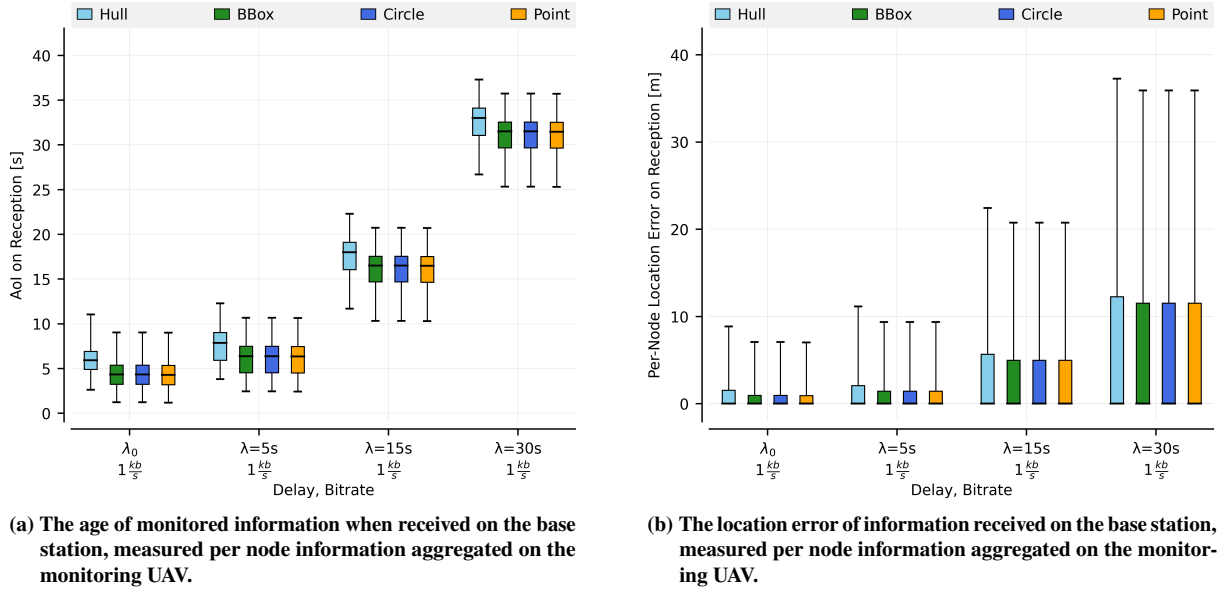 Hull BBox Circle Point
40
35
30
25
20
15
10
5
0
AoI on Reception [s]
λ0 λ=5s λ=15s λ=30s
1 kb/s 1 kb/s 1 kb/s 1 kb/s
Delay, Bitrate
(a) The age of monitored information when received on the base
station, measured per node information aggregated on the
monitoring UAV.
Hull BBox Circle Point
40
30
20
10
0
Per-Node Location Error on Reception [m]
λ0 λ=5s λ=15s λ=30s
1 kb/s 1 kb/s 1 kb/s 1 kb/s
Delay, Bitrate
(b) The location error of information received on the base station,
measured per node information aggregated on the monitor-
ing UAV.